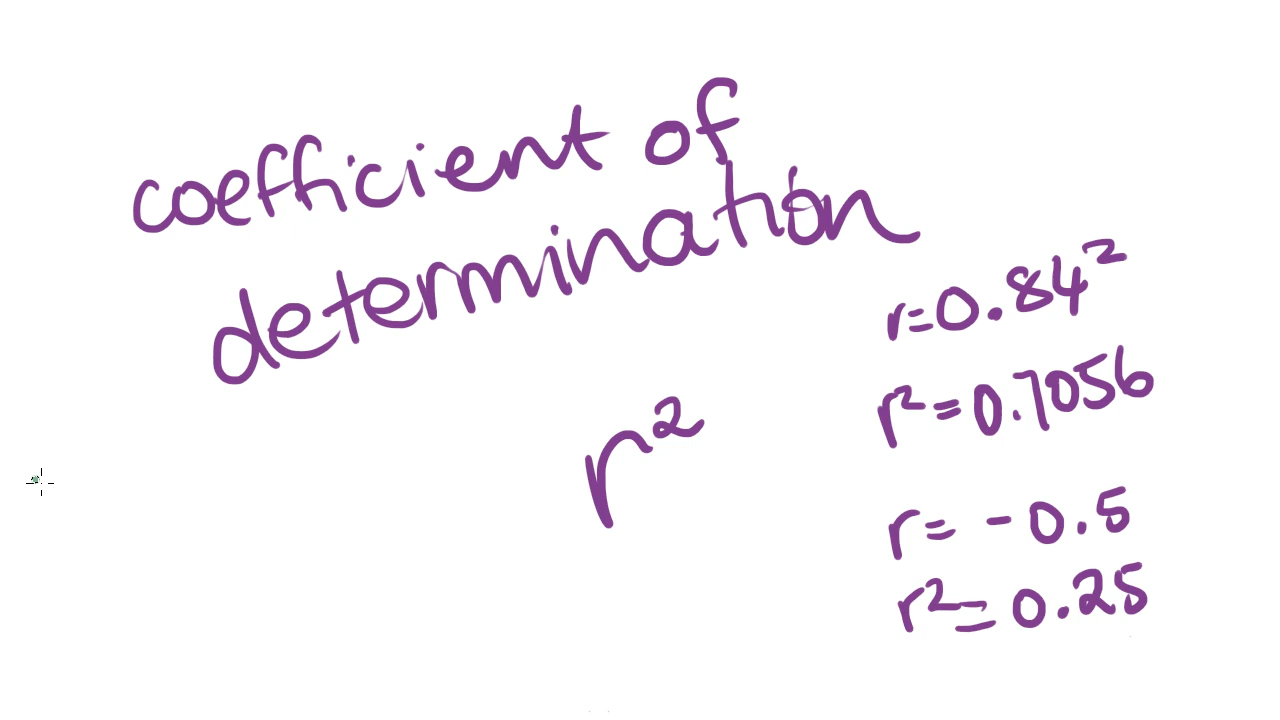 coefficient of
determination
r²
r=0.84²
r²=0.7056
r= -0.5
r²=0.25